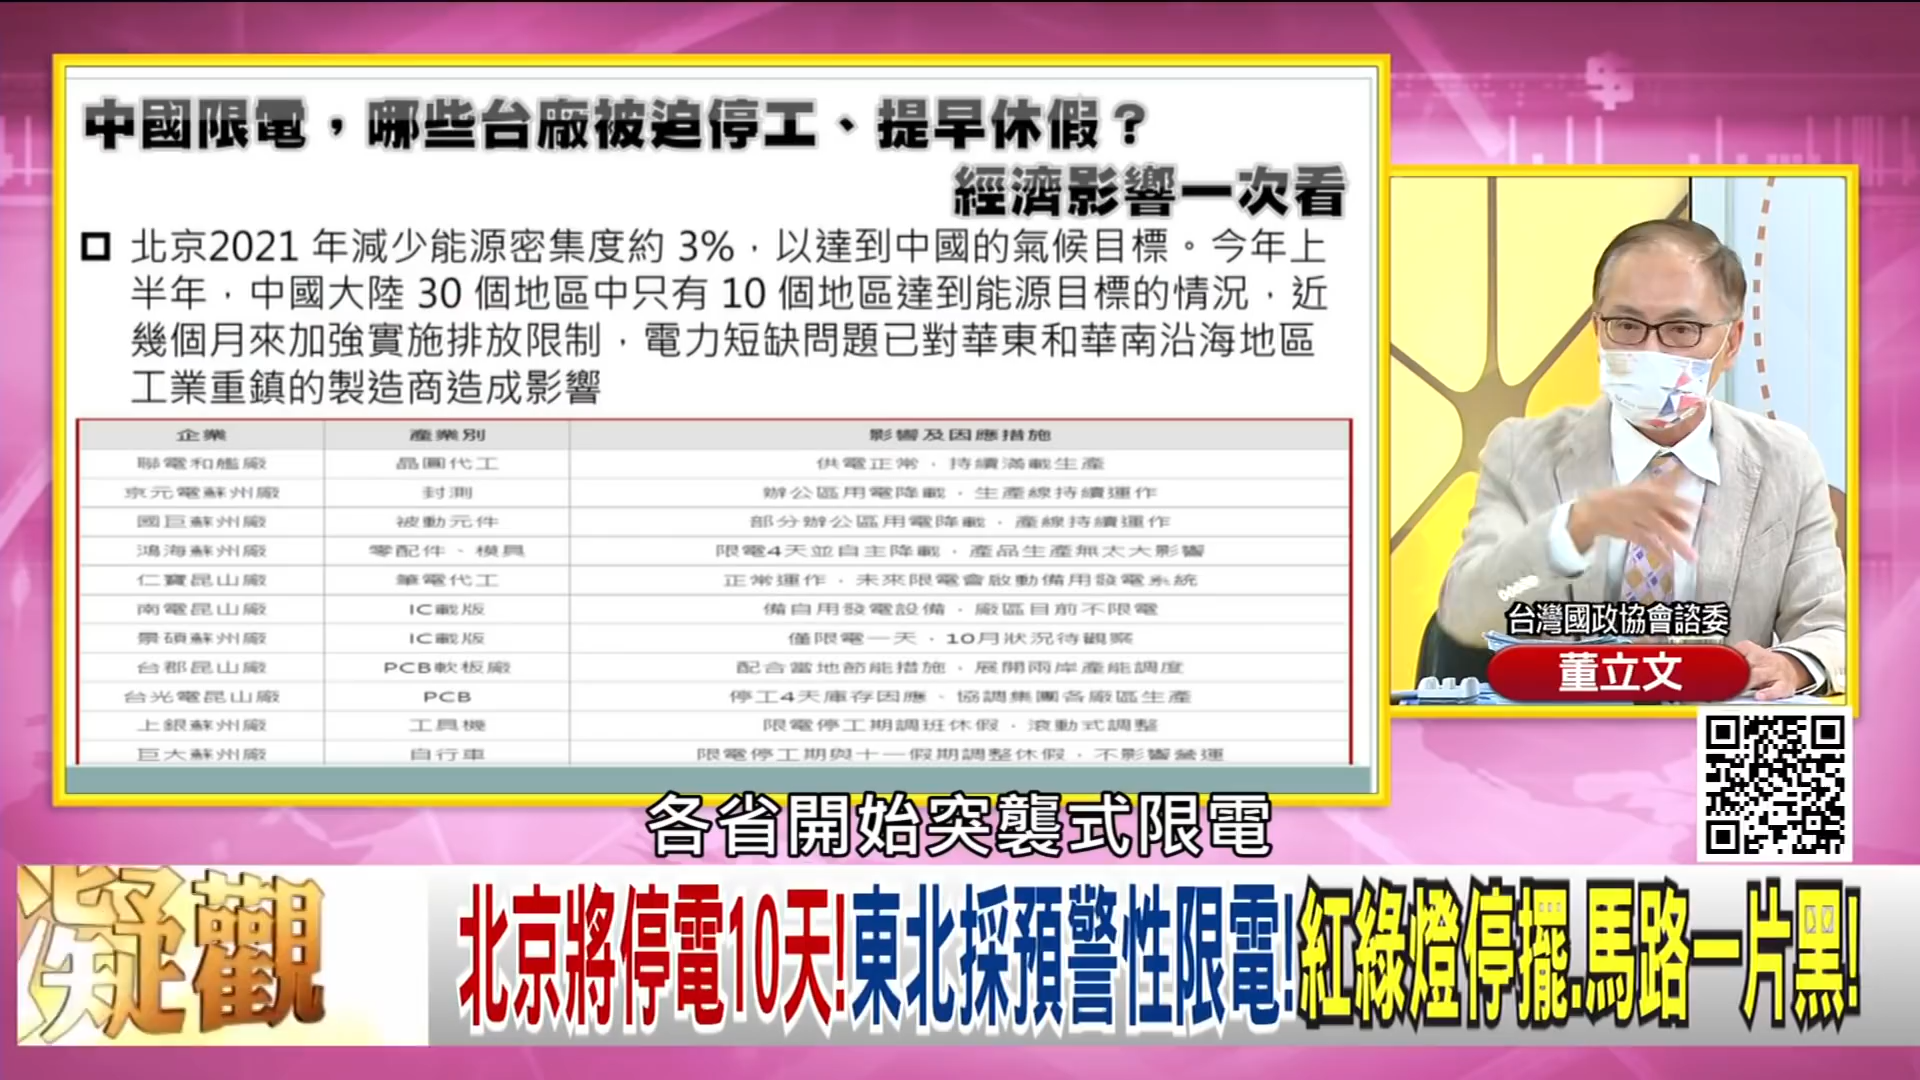 中國限電，哪些台廠被迫停工、提早休假？
經濟影響一次看
北京2021 年減少能源密集度約 3%，以達到中國的氣候目標。今年上
半年，中國大陸 30 個地區中只有 10 個地區達到能源目標的情況，近
幾個月來加強實施排放限制，電力短缺問題已對華東和華南沿海地區
工業重鎮的製造商造成影響
企業 產業別 影響及因應措施
聯電和艦廠 晶圓代工 供電正常，持續滿載生產
京元電蘇州廠 封測 辦公區用電降載，生產線持續運作
國巨蘇州廠 被動元件 部分辦公區用電降載，產線持續運作
鴻海蘇州廠 零配件、模具 限電4天並自主降載，產品生產無太大影響
仁寶昆山廠 筆電代工 正常運作，未來限電會啟動備用發電系統
南電昆山廠 IC載版 備自用發電設備，廠區目前不限電
景碩蘇州廠 IC載版 僅限電一天，10月狀況待觀察
台郡昆山廠 PCB軟板廠 配合當地節能措施，展開兩岸產能調度
台光電昆山廠 PCB 停工4天庫存因應、協調集團各廠區生產
上銀蘇州廠 工具機 限電停工期調班休假，滾動式調整
巨大蘇州廠 自行車 限電停工期與十一假期調整休假，不影響營運
台灣國政協會諮委
董立文
各省開始突襲式限電
凝觀
北京將停電10天!東北採預警性限電!紅綠燈停擺.馬路一片黑!